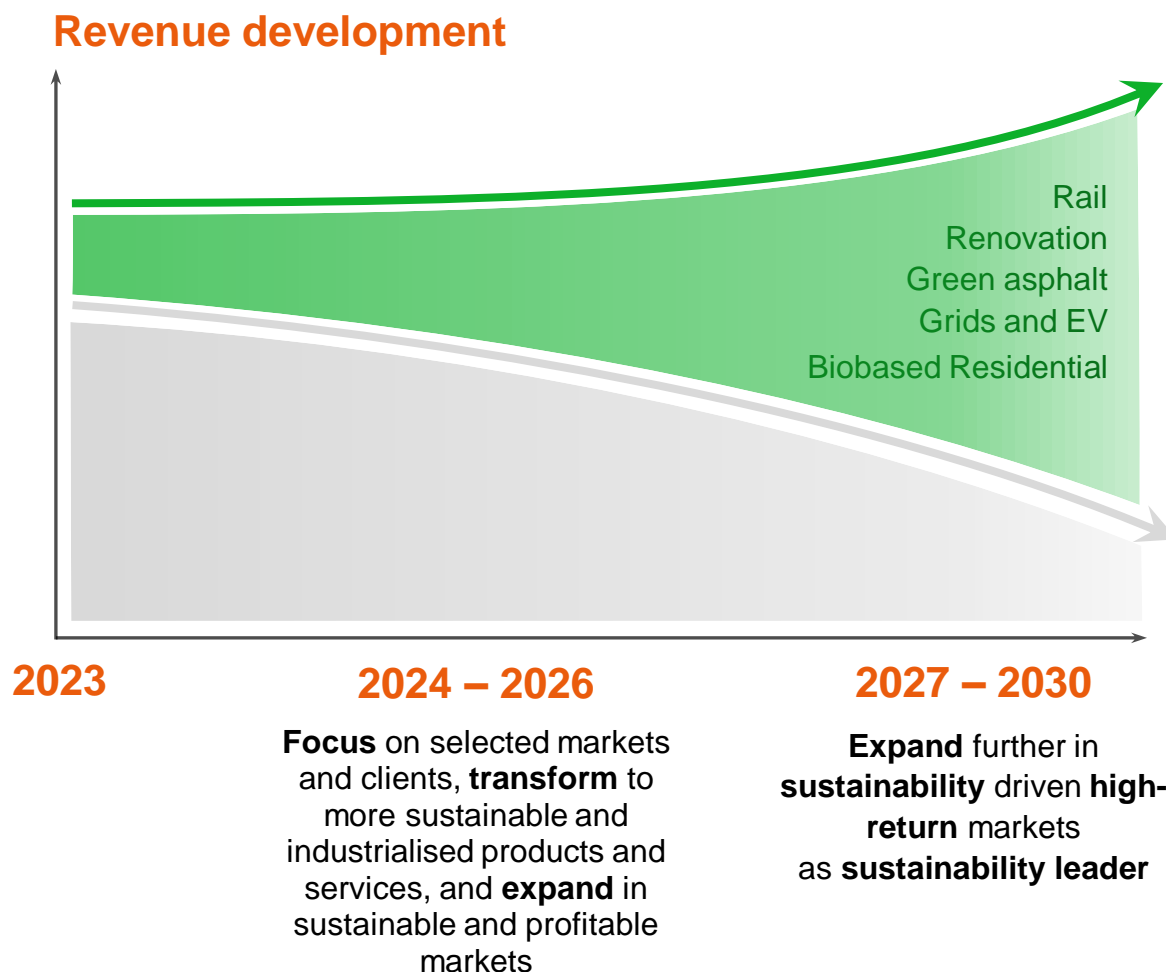 Revenue development
Rail
Renovation
Green asphalt
Grids and EV
Biobased Residential
2023
2024 – 2026
2027 – 2030
Focus on selected markets
and clients, transform to
more sustainable and
industrialised products and
services, and expand in
sustainable and profitable
markets
Expand further in
sustainability driven high-
return markets
as sustainability leader